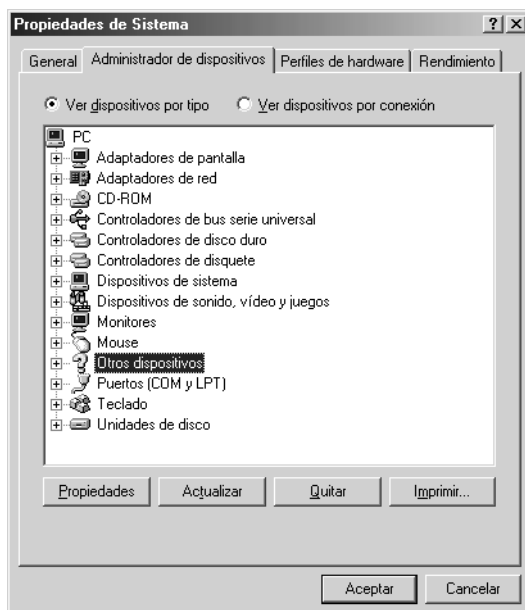 Propiedades de Sistema
General Administrador de dispositivos Perfiles de hardware Rendimiento
Ver dispositivos por tipo Ver dispositivos por conexión
PC
Adaptadores de pantalla
Adaptadores de red
CD-ROM
Controladores de bus serie universal
Controladores de disco duro
Controladores de disquete
Dispositivos de sistema
Dispositivos de sonido, vídeo y juegos
Monitores
Mouse
Otros dispositivos
Puertos (COM y LPT)
Teclado
Unidades de disco
Propiedades Actualizar Quitar Imprimir...
Aceptar Cancelar